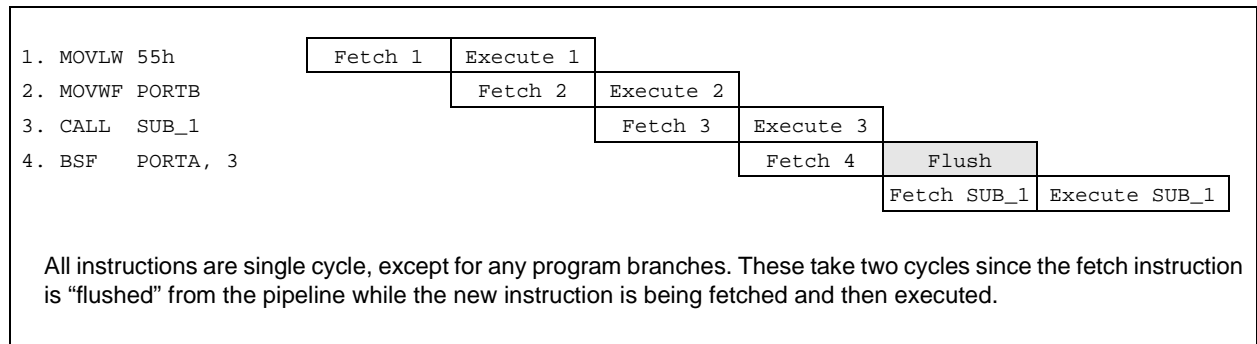 1. MOVLW 55h Fetch 1 Execute 1
2. MOVWF PORTB Fetch 2 Execute 2
3. CALL SUB_1 Fetch 3 Execute 3
4. BSF PORTA, 3 Fetch 4 Flush
Fetch SUB_1 Execute SUB_1
All instructions are single cycle, except for any program branches. These take two cycles since the fetch instruction
is “flushed” from the pipeline while the new instruction is being fetched and then executed.